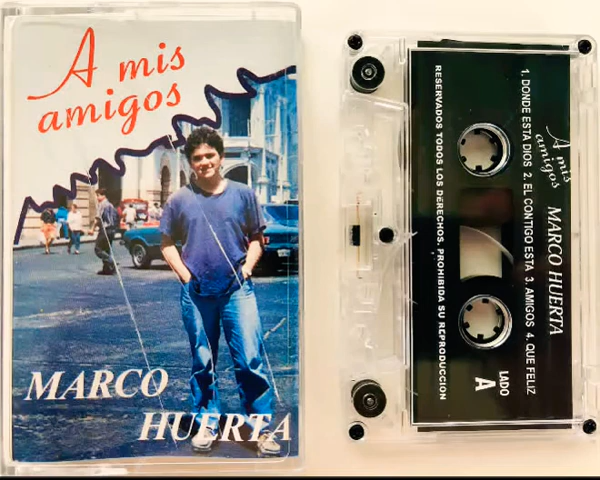 A mis
amigos
MARCO
HUERTA
A mis
amigos
MARCO HUERTA
1. DONDE ESTA DIOS 2. EL CONTIGO ESTA 3. AMIGOS 4. QUE FELIZ
LADO
A
RESERVADOS TODOS LOS DERECHOS. PROHIBIDA SU REPRODUCCIÓN